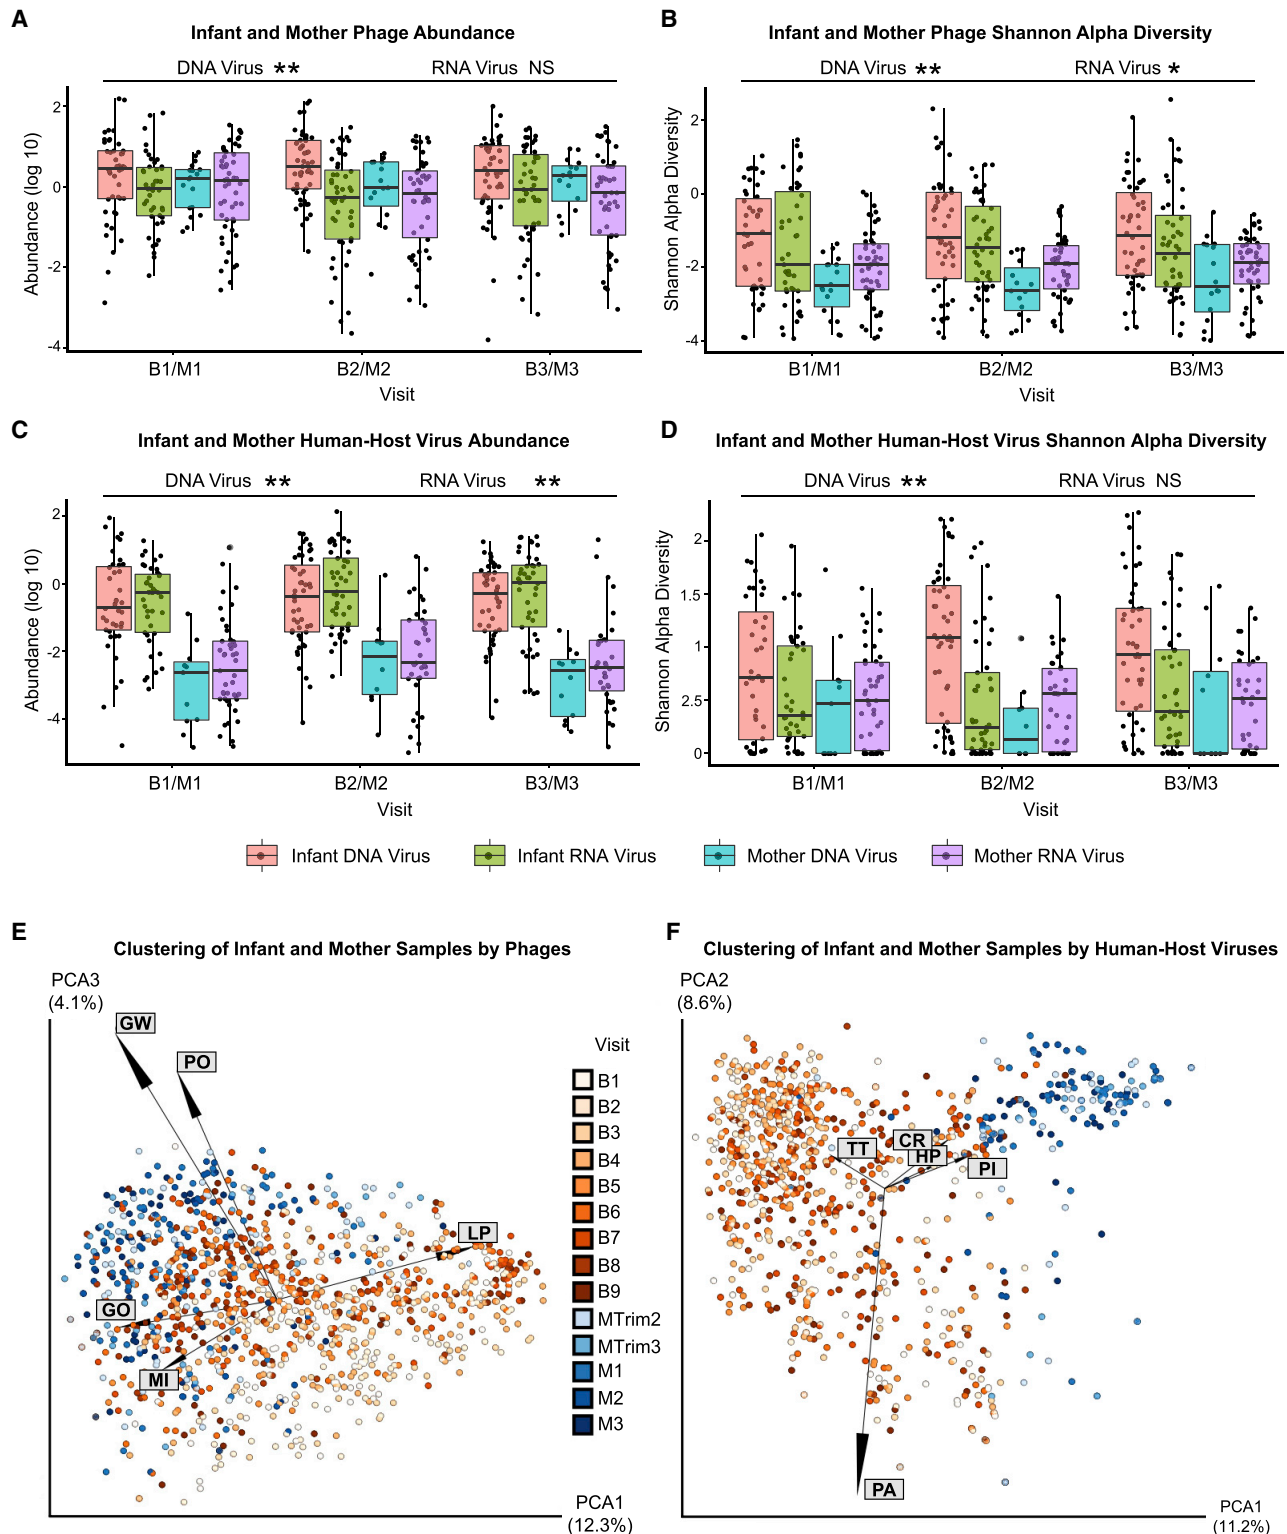 A
Infant and Mother Phage Abundance
DNA Virus **
RNA Virus NS
Abundance (log 10)
2
0
-2
-4
B1/M1
B2/M2
B3/M3
Visit
B
Infant and Mother Phage Shannon Alpha Diversity
DNA Virus **
RNA Virus *
Shannon Alpha Diversity
2
0
-2
-4
B1/M1
B2/M2
B3/M3
Visit
C
Infant and Mother Human-Host Virus Abundance
DNA Virus **
RNA Virus **
Abundance (log 10)
2
0
-2
-4
B1/M1
B2/M2
B3/M3
Visit
D
Infant and Mother Human-Host Virus Shannon Alpha Diversity
DNA Virus **
RNA Virus NS
Shannon Alpha Diversity
2
1.5
1
2.5
0
B1/M1
B2/M2
B3/M3
Visit
Infant DNA Virus
Infant RNA Virus
Mother DNA Virus
Mother RNA Virus
E
Clustering of Infant and Mother Samples by Phages
PCA3
(4.1%)
GW
PO
LP
GO
MI
PCA1
(12.3%)
Visit
B1
B2
B3
B4
B5
B6
B7
B8
B9
MTrim2
MTrim3
M1
M2
M3
F
Clustering of Infant and Mother Samples by Human-Host Viruses
PCA2
(8.6%)
TT
CR
HP
PI
PA
PCA1
(11.2%)